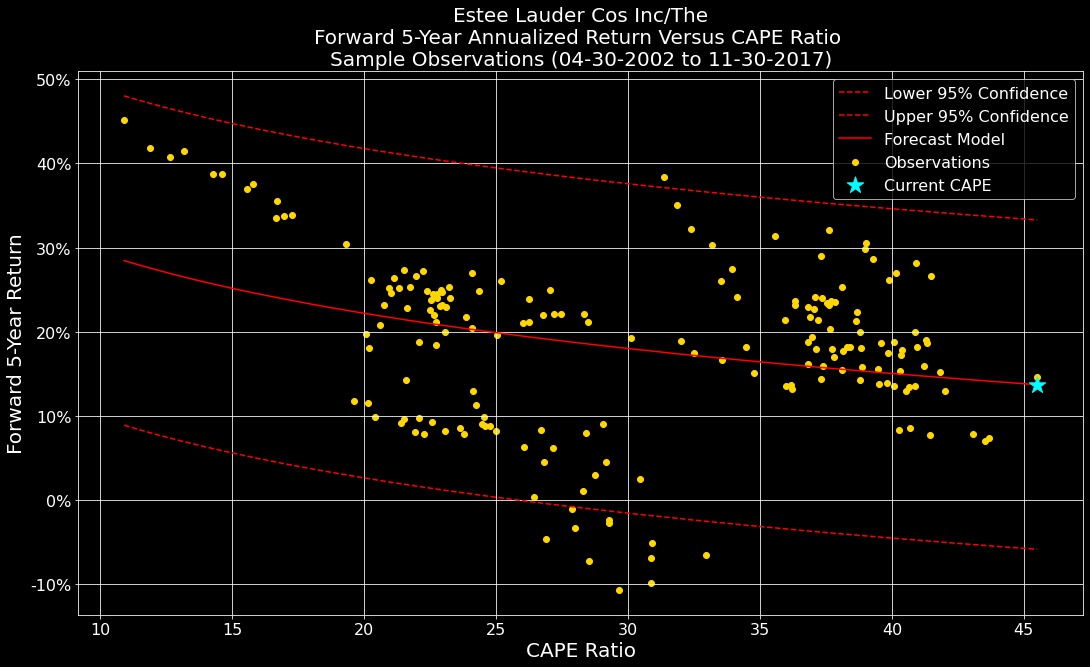 Estee Lauder Cos Inc/The
Forward 5-Year Annualized Return Versus CAPE Ratio
Sample Observations (04-30-2002 to 11-30-2017)
Lower 95% Confidence
Upper 95% Confidence
Forecast Model
Observations
Current CAPE
Forward 5-Year Return
50%
40%
30%
20%
10%
0%
-10%
10 15 20 25 30 35 40 45
CAPE Ratio